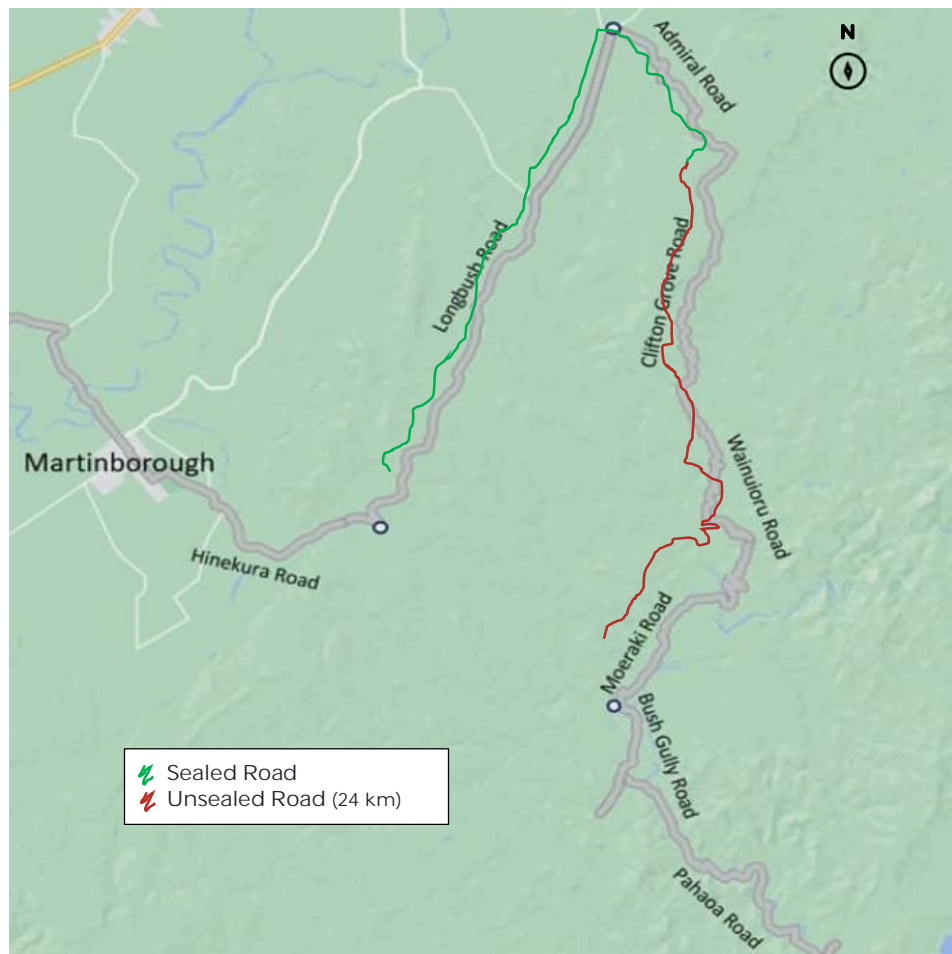 N
Admiral Road
Longbush Road
Clifton Grove Road
Martinborough
Wainuioru Road
Hinekura Road
Moeraki Road
Bush Gully Road
Sealed Road
Unsealed Road (24 km)
Pahaoa Road